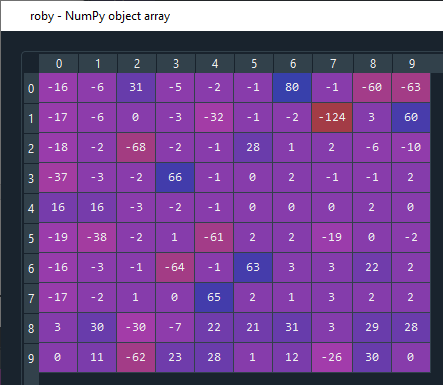 roby - NumPy object array
0 1 2 3 4 5 6 7 8 9
0 -16 -6 31 -5 -2 -1 80 -1 -60 -63
1 -17 -6 0 -3 -32 -1 -2 -124 3 60
2 -18 -2 -68 -2 -1 28 1 2 -6 -10
3 -37 -3 -2 66 -1 0 2 -1 -1 2
4 16 16 -3 -2 -1 0 0 0 2 0
5 -19 -38 -2 1 -61 2 2 -19 0 -2
6 -16 -3 -1 -64 -1 63 3 3 22 2
7 -17 -2 1 0 65 2 1 3 2 2
8 3 30 -30 -7 22 21 31 3 29 28
9 0 11 -62 23 28 1 12 -26 30 0